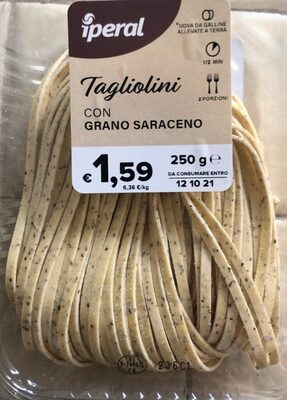 iperal
*UOVA DA GALLINE
ALLEVATE A TERRA
1/2 MIN
2 PORZIONI
Tagliolini
CON
GRANO SARACENO
€1,59
6,36 €/kg
250 g ℮
DA CONSUMARE ENTRO
12 10 21